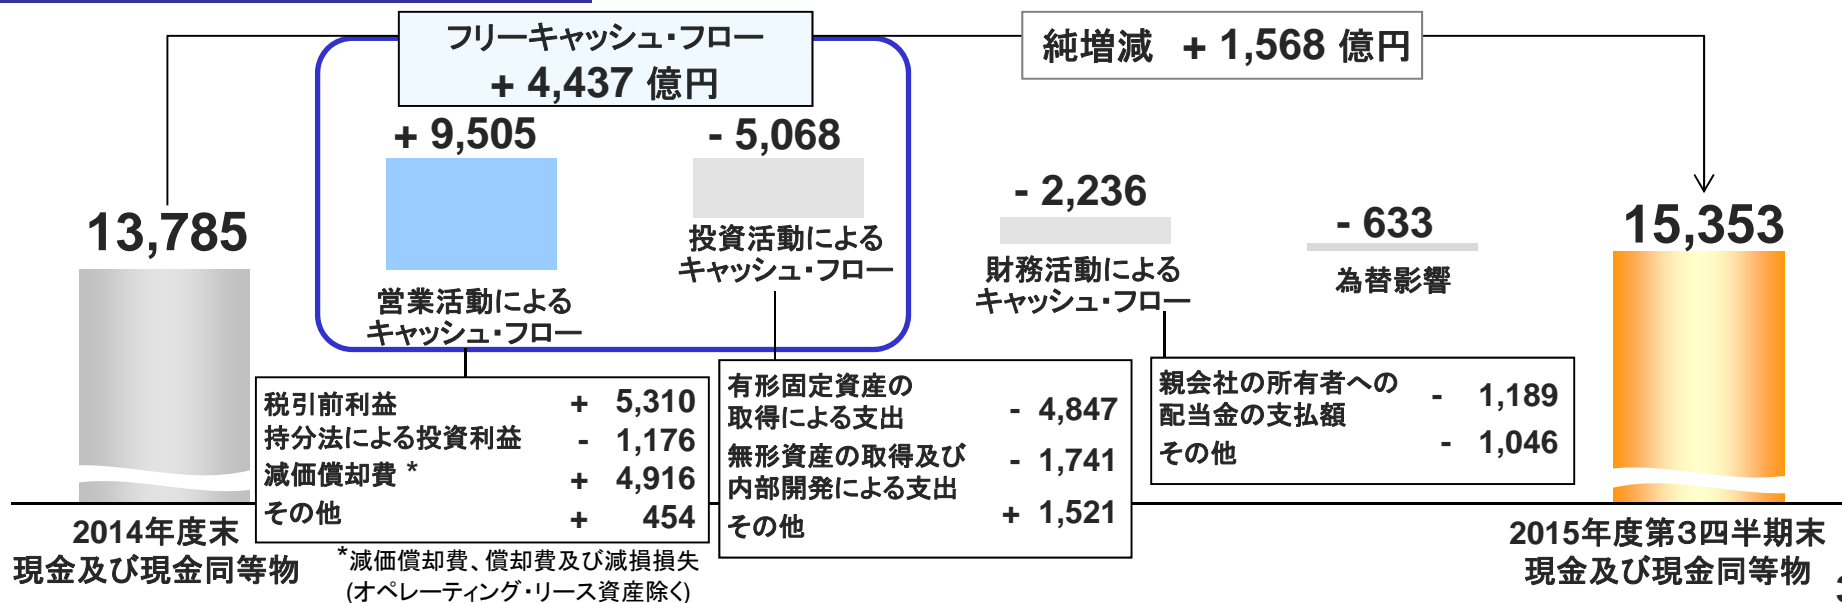 フリーキャッシュ・フロー
+ 4,437 億円
純増減 + 1,568 億円
+ 9,505
- 5,068
- 2,236
- 633
13,785
15,353
投資活動による
キャッシュ・フロー
財務活動による
キャッシュ・フロー
為替影響
営業活動による
キャッシュ・フロー
税引前利益 + 5,310
持分法による投資利益 - 1,176
減価償却費 * + 4,916
その他 + 454
有形固定資産の
取得による支出 - 4,847
無形資産の取得及び
内部開発による支出 - 1,741
その他 + 1,521
親会社の所有者への
配当金の支払額 - 1,189
その他 - 1,046
2014年度末
現金及び現金同等物
*減価償却費、償却費及び減損損失
(オペレーティング・リース資産除く)
2015年度第3四半期末
現金及び現金同等物